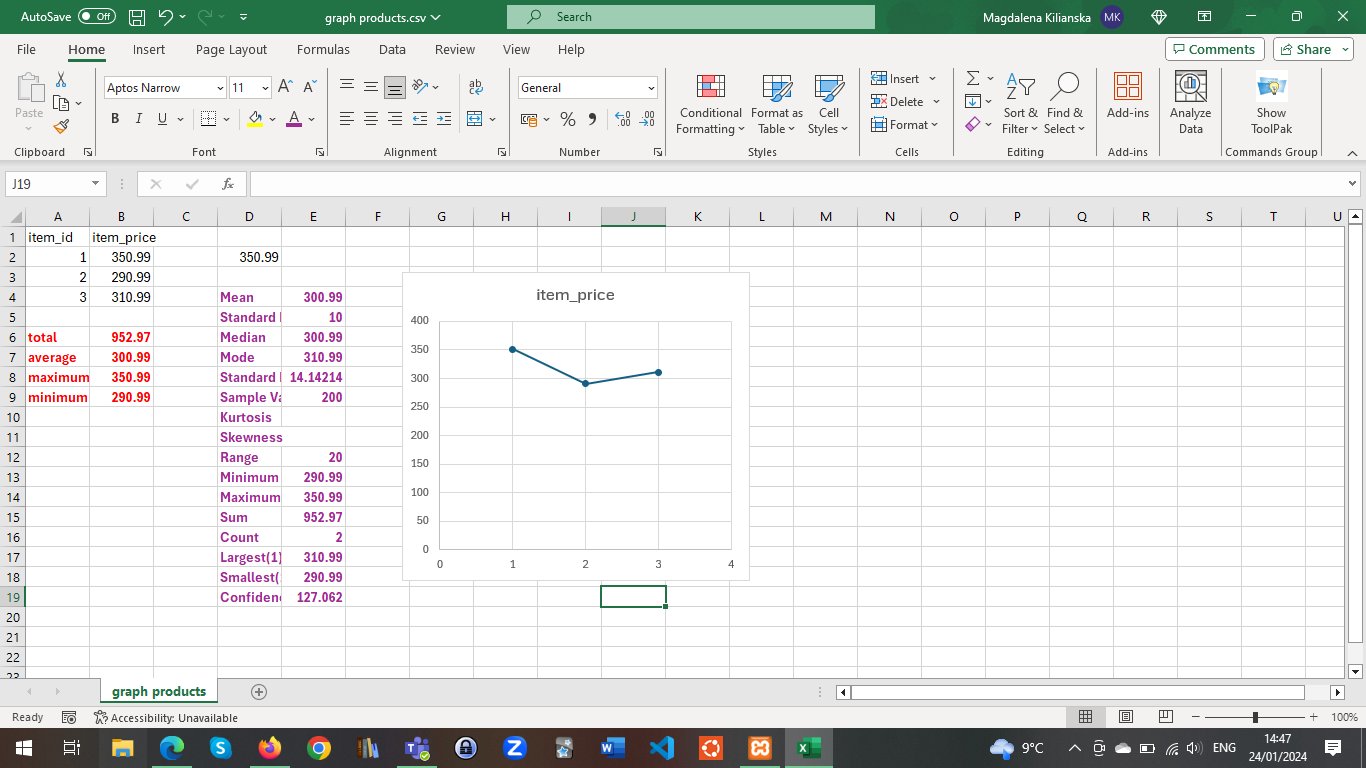 AutoSave Off graph products.csv Search Magdalena Kilianska MK
File Home Insert Page Layout Formulas Data Review View Help Comments Share
Paste Aptos Narrow 11 General Conditional Formatting Format as Table Cell Styles Insert Delete Format Sort & Filter Find & Select Add-ins Analyze Data Show ToolPak
Clipboard Font Alignment Number Styles Cells Editing Add-ins Commands Group
J19 fx
A B C D E F G H I J K L M N O P Q R S T U
1 item_id item_price
2 1 350.99 350.99
3 2 290.99
4 3 310.99 Mean 300.99
5 Standard 10
6 total 952.97 Median 300.99
7 average 300.99 Mode 310.99
8 maximum 350.99 Standard 14.14214
9 minimum 290.99 Sample Va 200
10 Kurtosis
11 Skewness
12 Range 20
13 Minimum 290.99
14 Maximum 350.99
15 Sum 952.97
16 Count 2
17 Largest(1) 310.99
18 Smallest( 290.99
19 Confiden 127.062
20
21
22
23
item_price
400
350
300
250
200
150
100
50
0
0 1 2 3 4
graph products
Ready Accessibility: Unavailable 100%
9°C ENG 14:47
24/01/2024